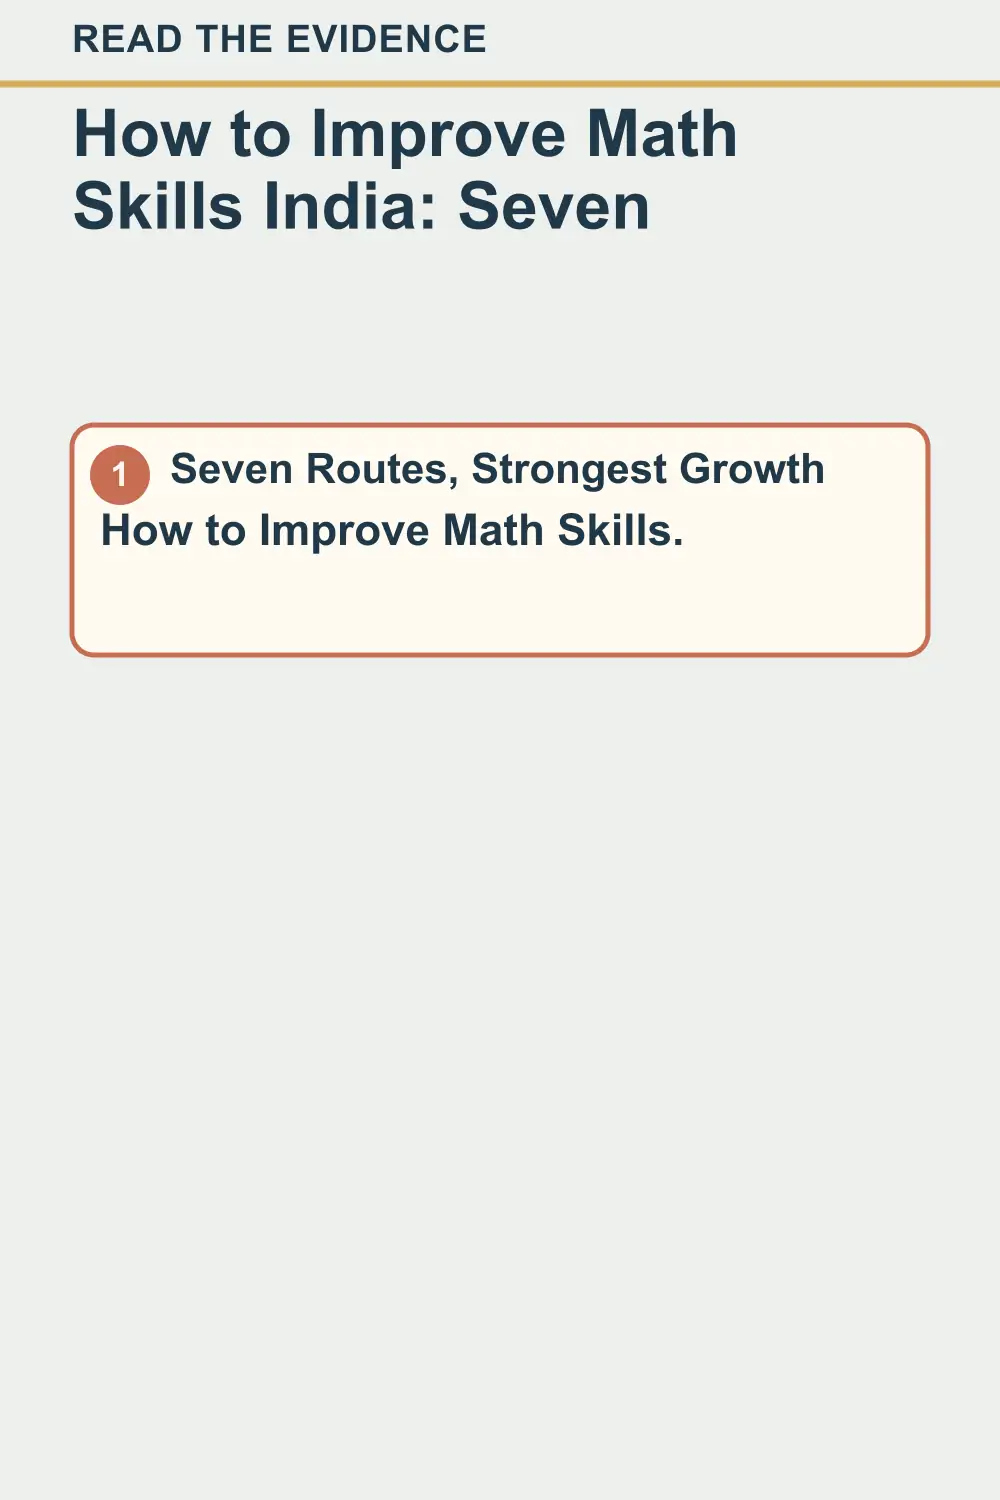 READ THE EVIDENCE
How to Improve Math
Skills India: Seven
1 Seven Routes, Strongest Growth
How to Improve Math Skills.